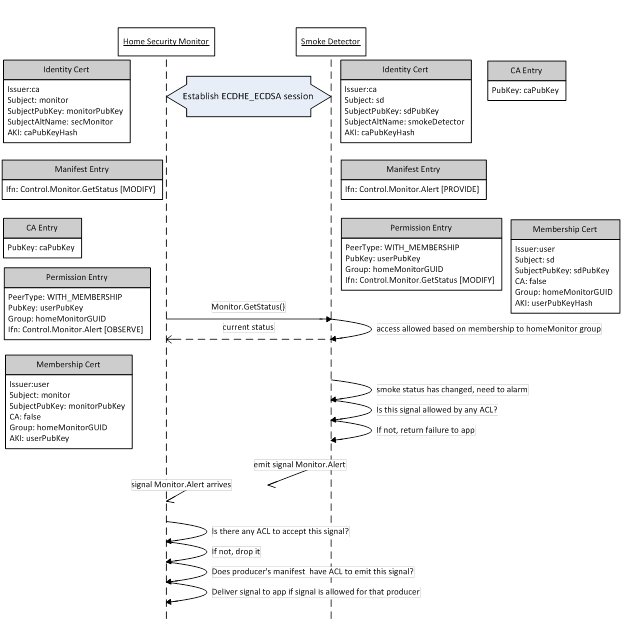 Home Security Monitor
Smoke Detector
Identity Cert
Issuer:ca
Subject: monitor
SubjectPubKey: monitorPubKey
SubjectAltName: secMonitor
AKI: caPubKeyHash
Establish ECDHE_ECDSA session
Identity Cert
Issuer:ca
Subject: sd
SubjectPubKey: sdPubKey
SubjectAltName: smokeDetector
AKI: caPubKeyHash
CA Entry
PubKey: caPubKey
Manifest Entry
Ifn: Control.Monitor.GetStatus [MODIFY]
Manifest Entry
Ifn: Control.Monitor.Alert [PROVIDE]
CA Entry
PubKey: caPubKey
Permission Entry
PeerType: WITH_MEMBERSHIP
PubKey: userPubKey
Group: homeMonitorGUID
Ifn: Control.Monitor.GetStatus [MODIFY]
Membership Cert
Issuer:user
Subject: sd
SubjectPubKey: sdPubKey
CA: false
Group: homeMonitorGUID
AKI: userPubKeyHash
Permission Entry
PeerType: WITH_MEMBERSHIP
PubKey: userPubKey
Group: homeMonitorGUID
Ifn: Control.Monitor.Alert [OBSERVE]
Monitor.GetStatus()
current status
access allowed based on membership to homeMonitor group
Membership Cert
Issuer:user
Subject: monitor
SubjectPubKey: monitorPubKey
CA: false
Group: homeMonitorGUID
AKI: userPubKey
smoke status has changed, need to alarm
Is this signal allowed by any ACL?
If not, return failure to app
emit signal Monitor.Alert
signal Monitor.Alert arrives
Is there any ACL to accept this signal?
If not, drop it
Does producer's manifest have ACL to emit this signal?
Deliver signal to app if signal is allowed for that producer